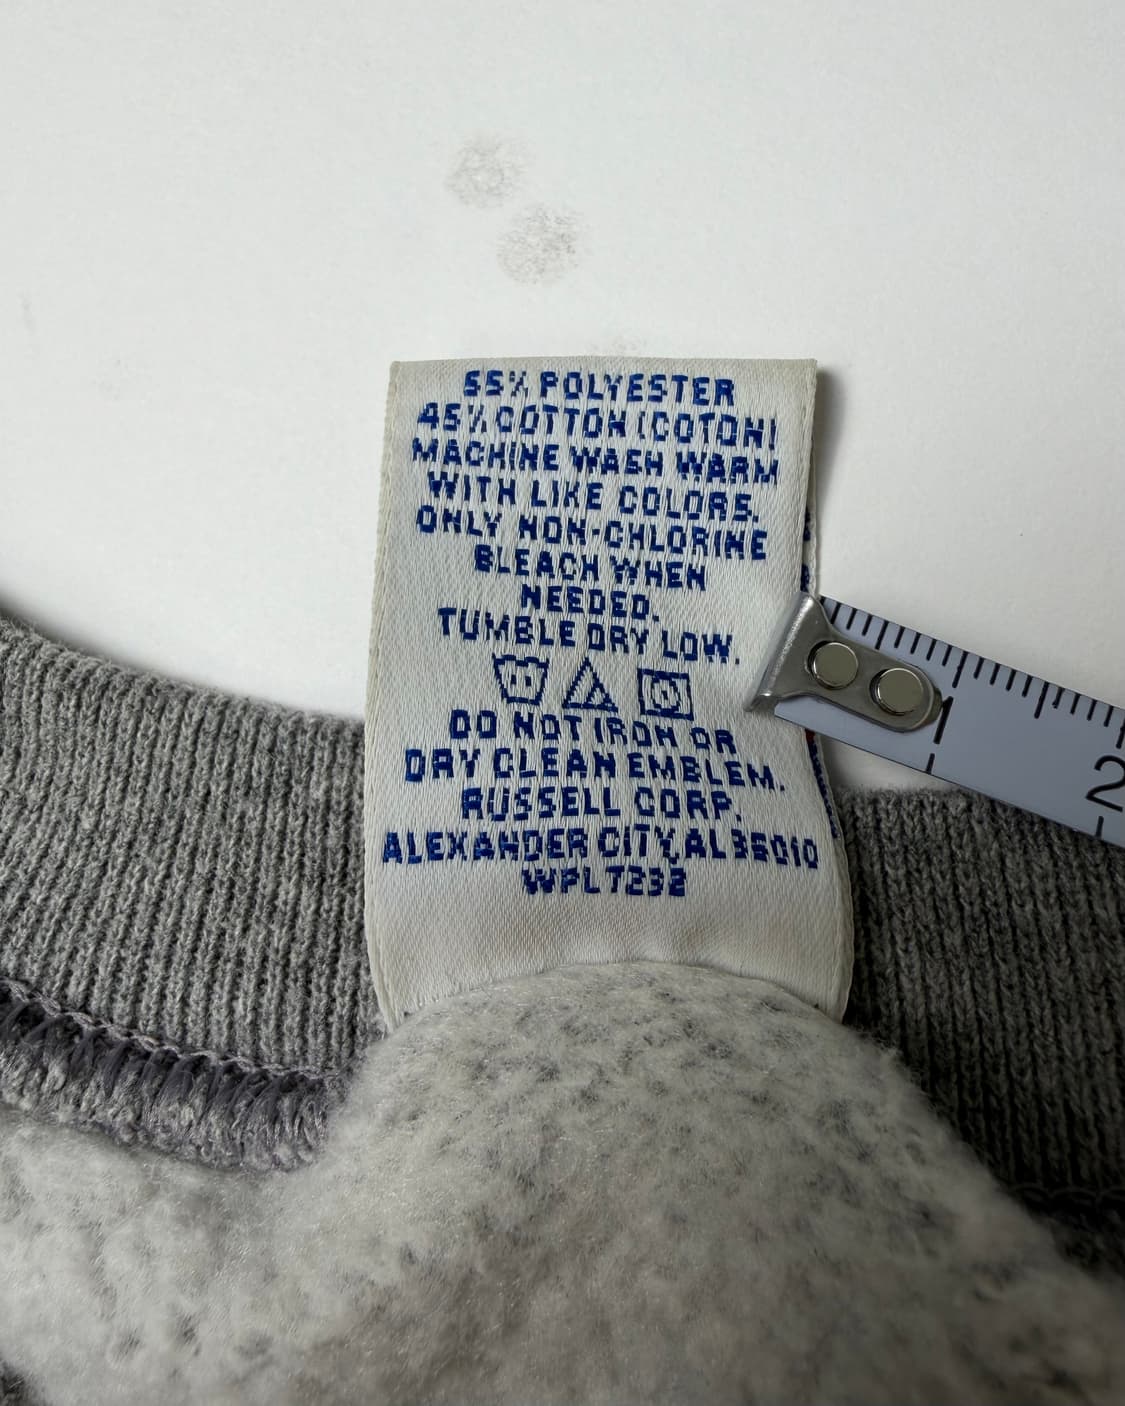 55% POLYESTER
45% COTTON (COTON)
MACHINE WASH WARM
WITH LIKE COLORS.
ONLY NON-CHLORINE
BLEACH WHEN
NEEDED.
TUMBLE DRY LOW.
DO NOT IRON OR
DRY CLEAN EMBLEM.
RUSSELL CORP.
ALEXANDER CITY, AL 35010
WPL 7232
1
2